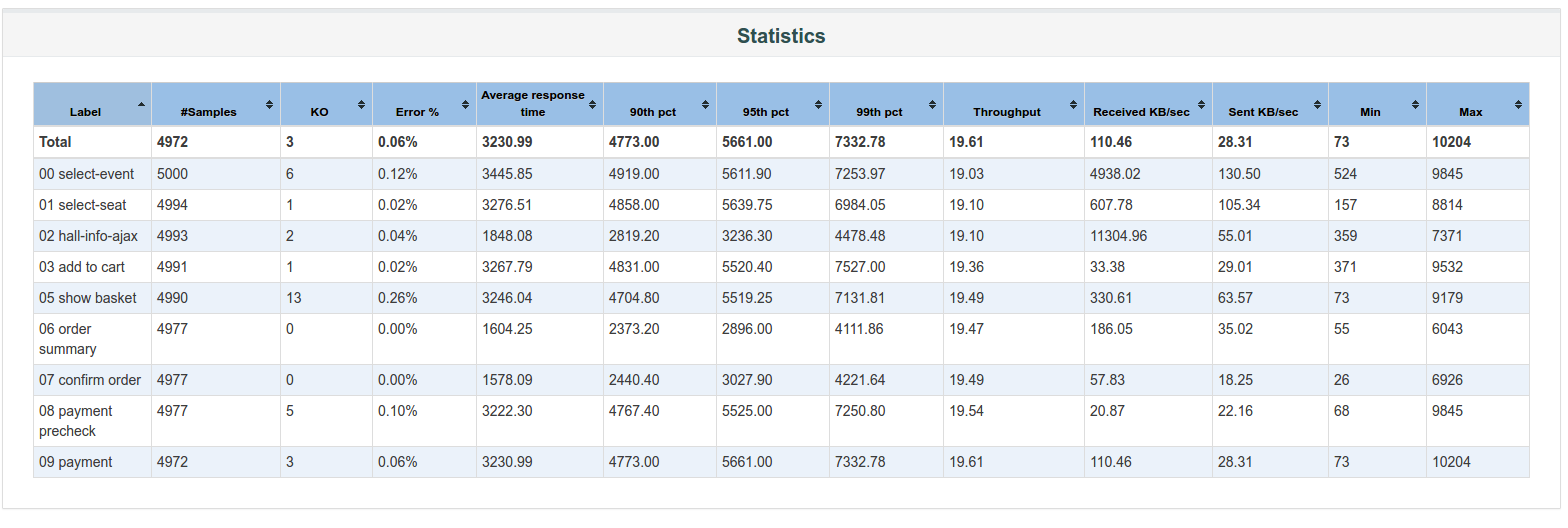 Statistics
Label #Samples KO Error % Average response time 90th pct 95th pct 99th pct Throughput Received KB/sec Sent KB/sec Min Max
Total 4972 3 0.06% 3230.99 4773.00 5661.00 7332.78 19.61 110.46 28.31 73 10204
00 select-event 5000 6 0.12% 3445.85 4919.00 5611.90 7253.97 19.03 4938.02 130.50 524 9845
01 select-seat 4994 1 0.02% 3276.51 4858.00 5639.75 6984.05 19.10 607.78 105.34 157 8814
02 hall-info-ajax 4993 2 0.04% 1848.08 2819.20 3236.30 4478.48 19.10 11304.96 55.01 359 7371
03 add to cart 4991 1 0.02% 3267.79 4831.00 5520.40 7527.00 19.36 33.38 29.01 371 9532
05 show basket 4990 13 0.26% 3246.04 4704.80 5519.25 7131.81 19.49 330.61 63.57 73 9179
06 order summary 4977 0 0.00% 1604.25 2373.20 2896.00 4111.86 19.47 186.05 35.02 55 6043
07 confirm order 4977 0 0.00% 1578.09 2440.40 3027.90 4221.64 19.49 57.83 18.25 26 6926
08 payment precheck 4977 5 0.10% 3222.30 4767.40 5525.00 7250.80 19.54 20.87 22.16 68 9845
09 payment 4972 3 0.06% 3230.99 4773.00 5661.00 7332.78 19.61 110.46 28.31 73 10204